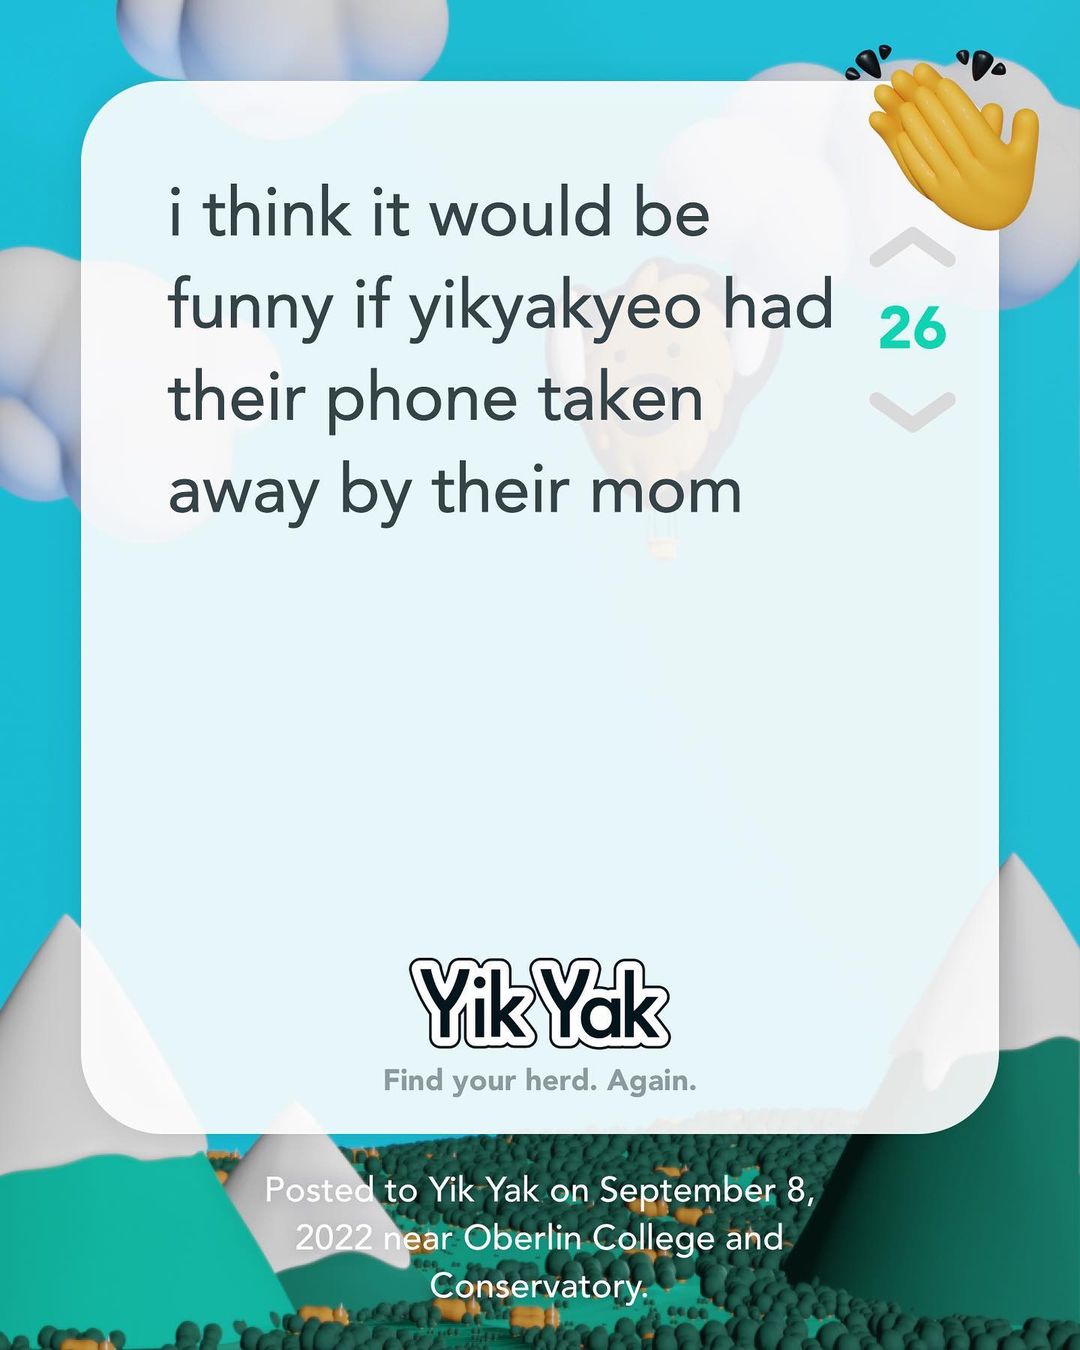 i think it would be
funny if yikyakyeo had
their phone taken
away by their mom
26
Yik Yak
Find your herd. Again.
Posted to Yik Yak on September 8,
2022 near Oberlin College and
Conservatory.